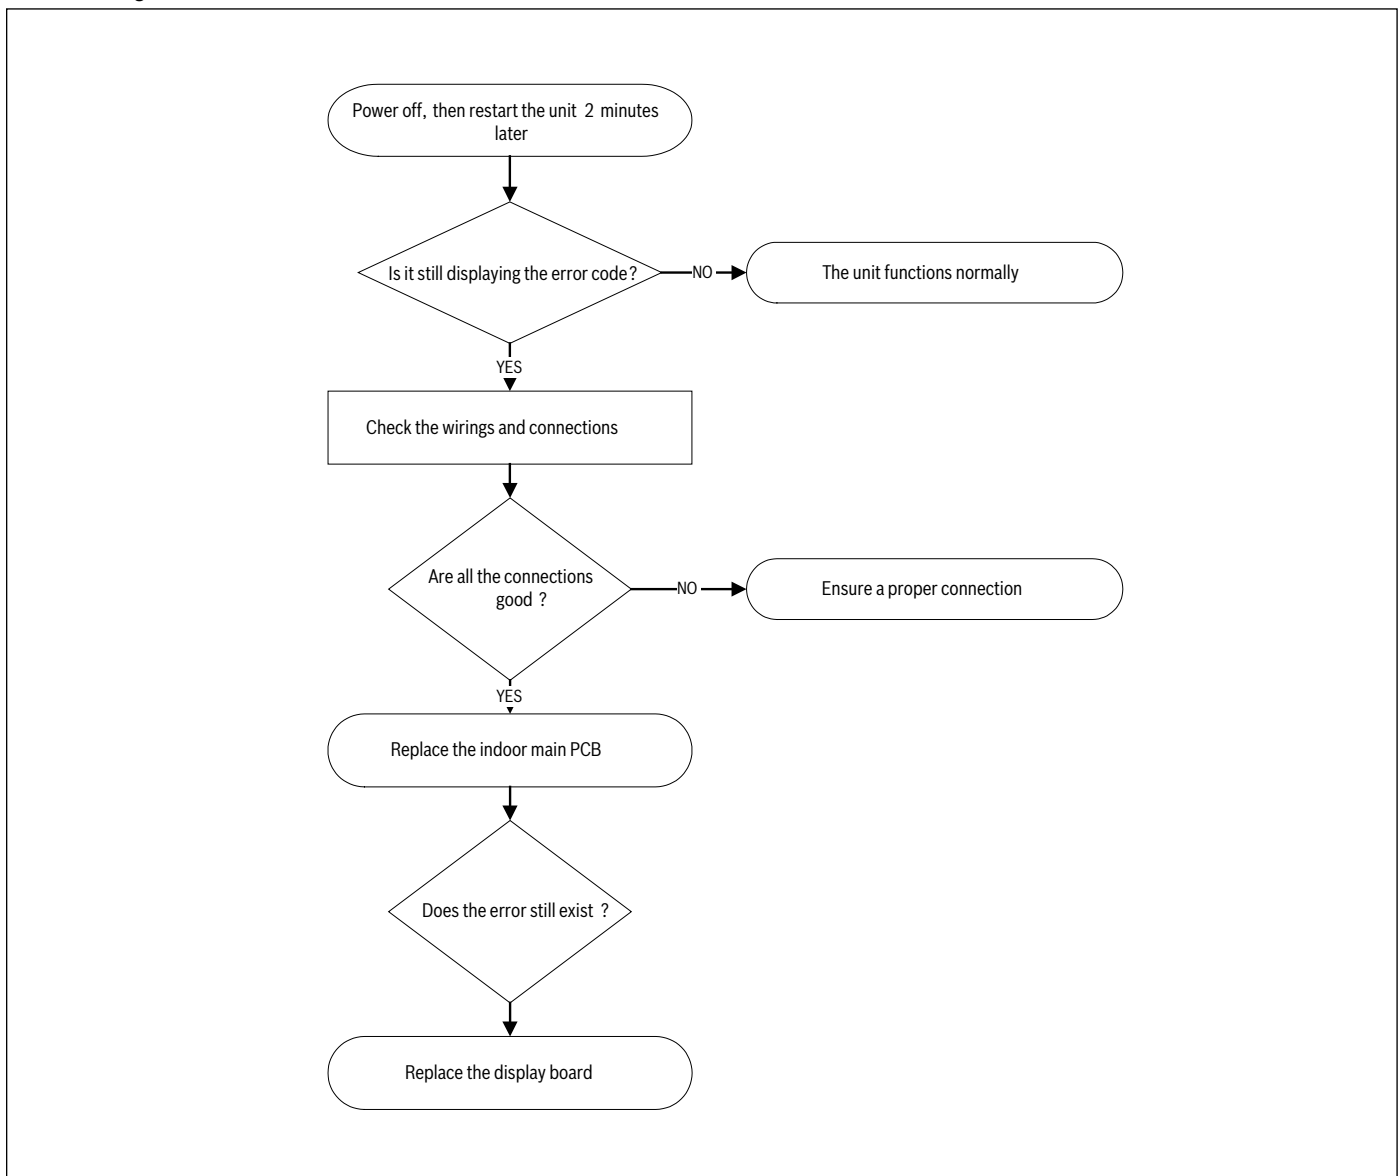 Power off, then restart the unit 2 minutes
later
Is it still displaying the error code?
NO
The unit functions normally
YES
Check the wirings and connections
Are all the connections
good ?
NO
Ensure a proper connection
YES
Replace the indoor main PCB
Does the error still exist ?
Replace the display board